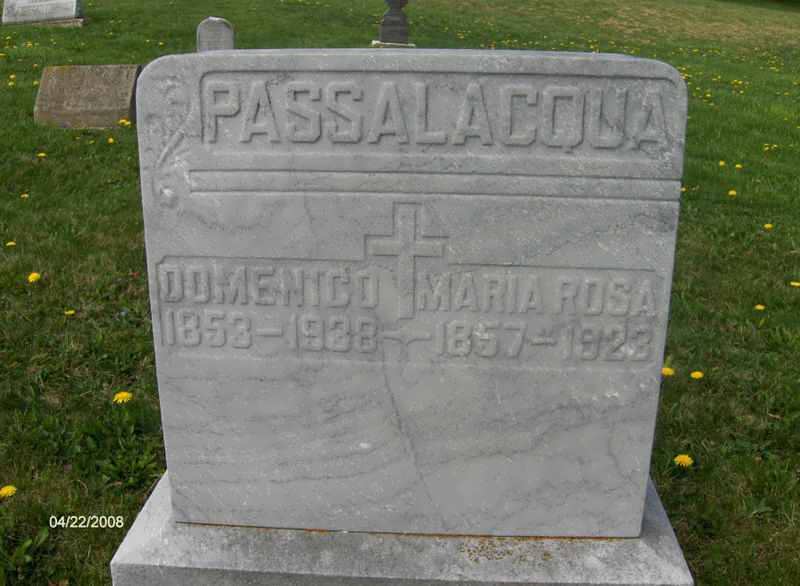 PASSALACQUA
DOMENICO MARIA ROSA
1853-1938 1857-1923
04/22/2008